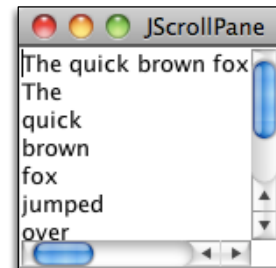 JScrollPane
The quick brown fox
The
quick
brown
fox
jumped
over